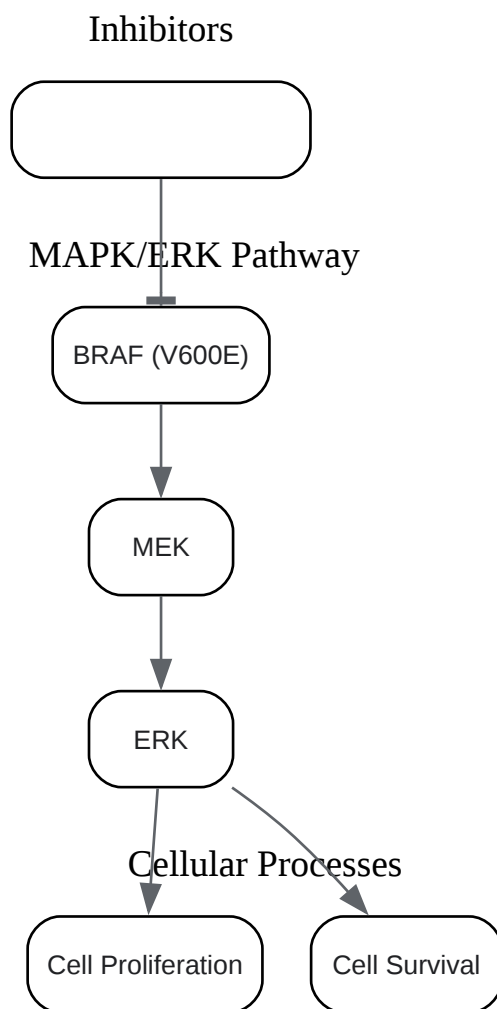 Inhibitors
MAPK/ERK Pathway
BRAF (V600E)
MEK
ERK
Cellular Processes
Cell Proliferation
Cell Survival